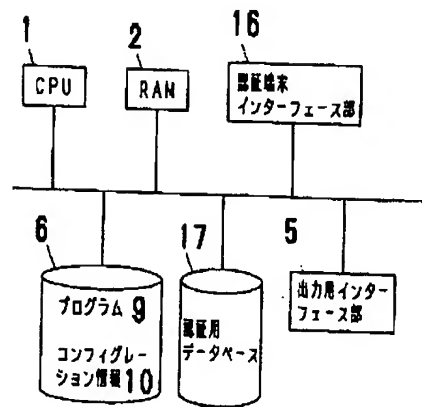 1
CPU
2
RAM
16
認証端末
インターフェース部
6
プログラム 9
コンフィグレー
ション情報 10
17
認証用
データベース
5
出力用インター
フェース部